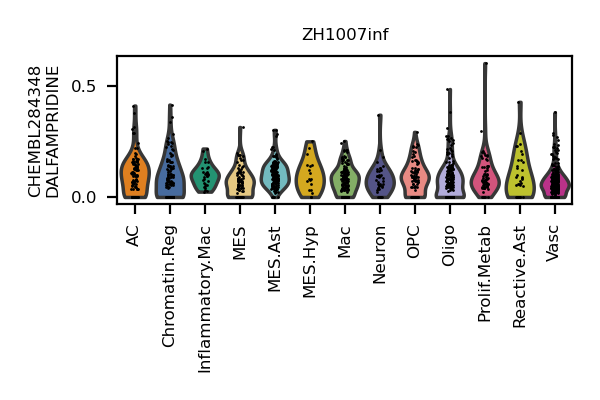 ZH1007inf
CHEMBL284348
DALFAMPRIDINE
0.5
0.0
AC
Chromatin.Reg
Inflammatory.Mac
MES
MES.Ast
MES.Hyp
Mac
Neuron
OPC
Oligo
Prolif.Metab
Reactive.Ast
Vasc